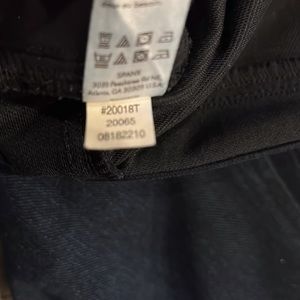 SPANX
3035 Peachtree Rd NE,
Atlanta, GA 30305 U.S.A.
#20018T
20065
08182210